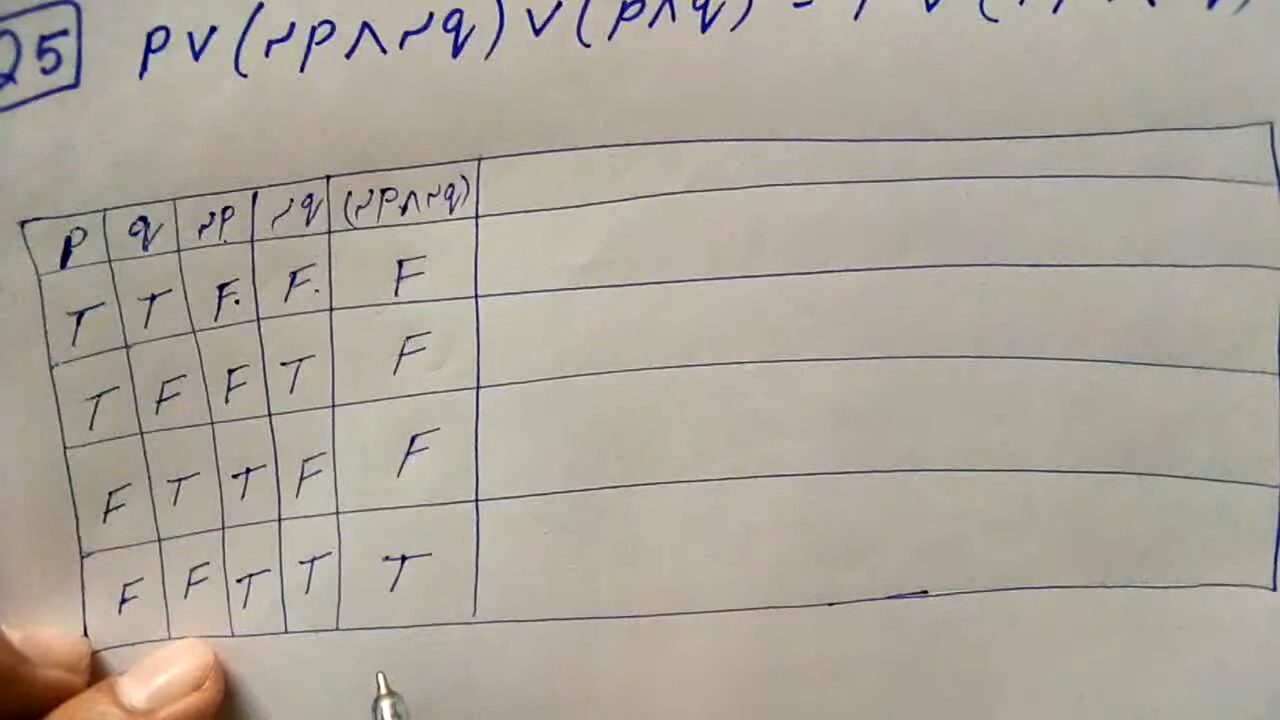 25 p∨(~p∧~q)∨(p∧q)
p q ~p ~q (~p∧~q)
T T F. F. F
T F F T F
F T T F F
F F T T T